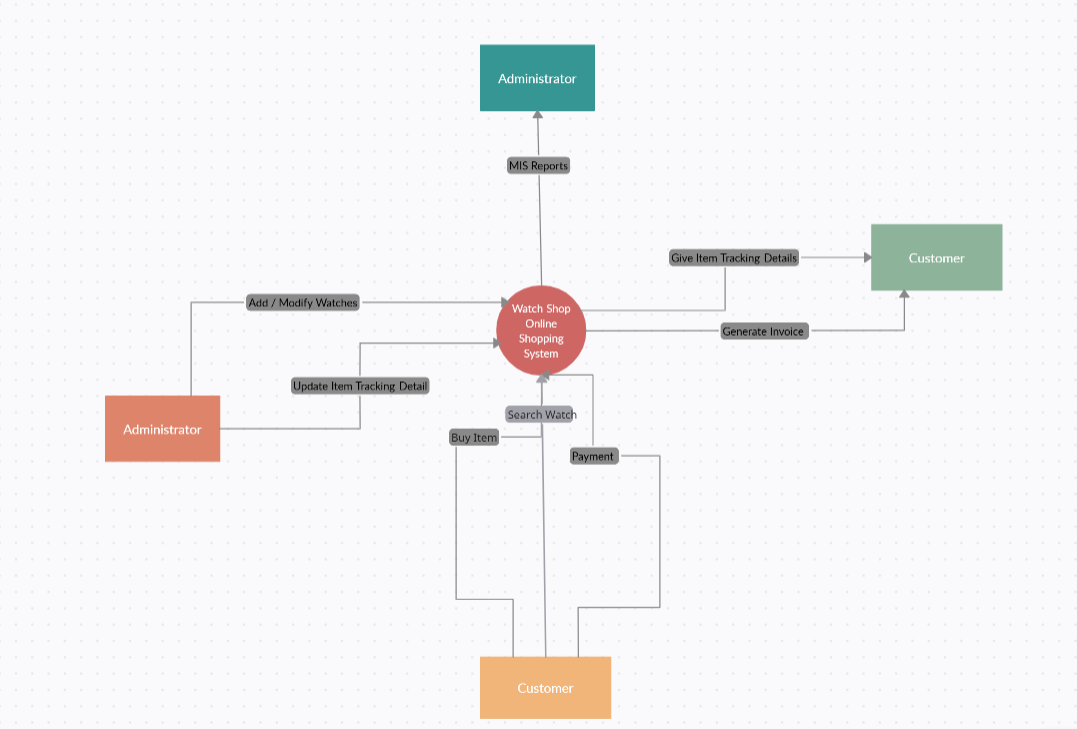 Administrator
MIS Reports
Give Item Tracking Details
Customer
Add / Modify Watches
Watch Shop
Online
Shopping
System
Generate Invoice
Update Item Tracking Detail
Administrator
Search Watch
Buy Item
Payment
Customer